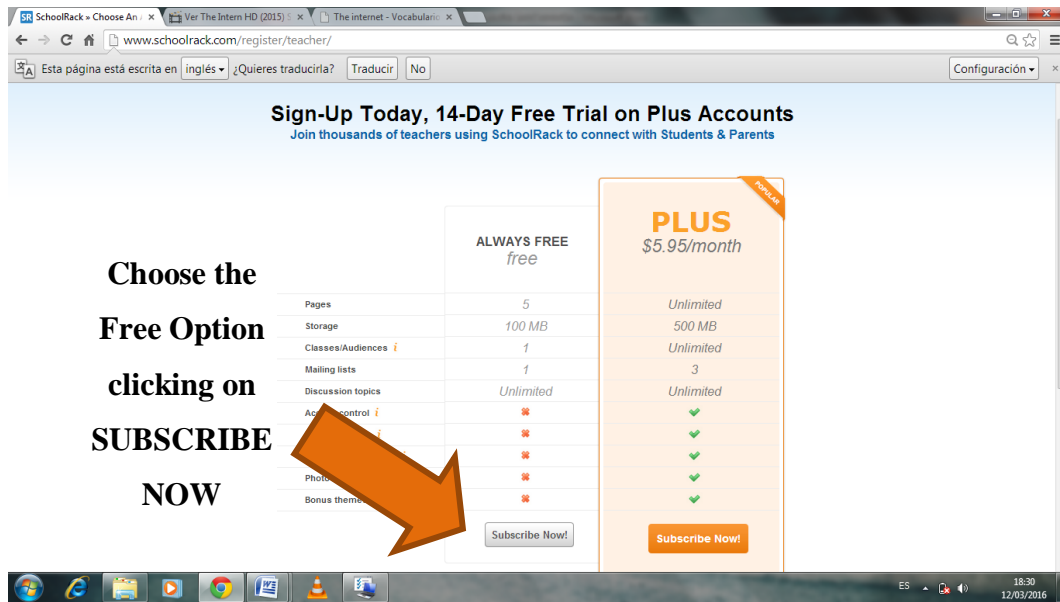 SchoolRack » Choose An A
Ver The Intern HD (2015) S
The internet - Vocabulario
www.schoolrack.com/register/teacher/
Esta página está escrita en inglés ¿Quieres traducirla? Traducir No Configuración
Sign-Up Today, 14-Day Free Trial on Plus Accounts
Join thousands of teachers using SchoolRack to connect with Students & Parents
POPULAR
ALWAYS FREE
free
PLUS
$5.95/month
Choose the
Free Option
clicking on
SUBSCRIBE
NOW
Pages 5 Unlimited
Storage 100 MB 500 MB
Classes/Audiences i 1 Unlimited
Mailing lists 1 3
Discussion topics Unlimited Unlimited
control i
i
Photo
Bonus
Subscribe Now! Subscribe Now!
ES 18:30
12/03/2016